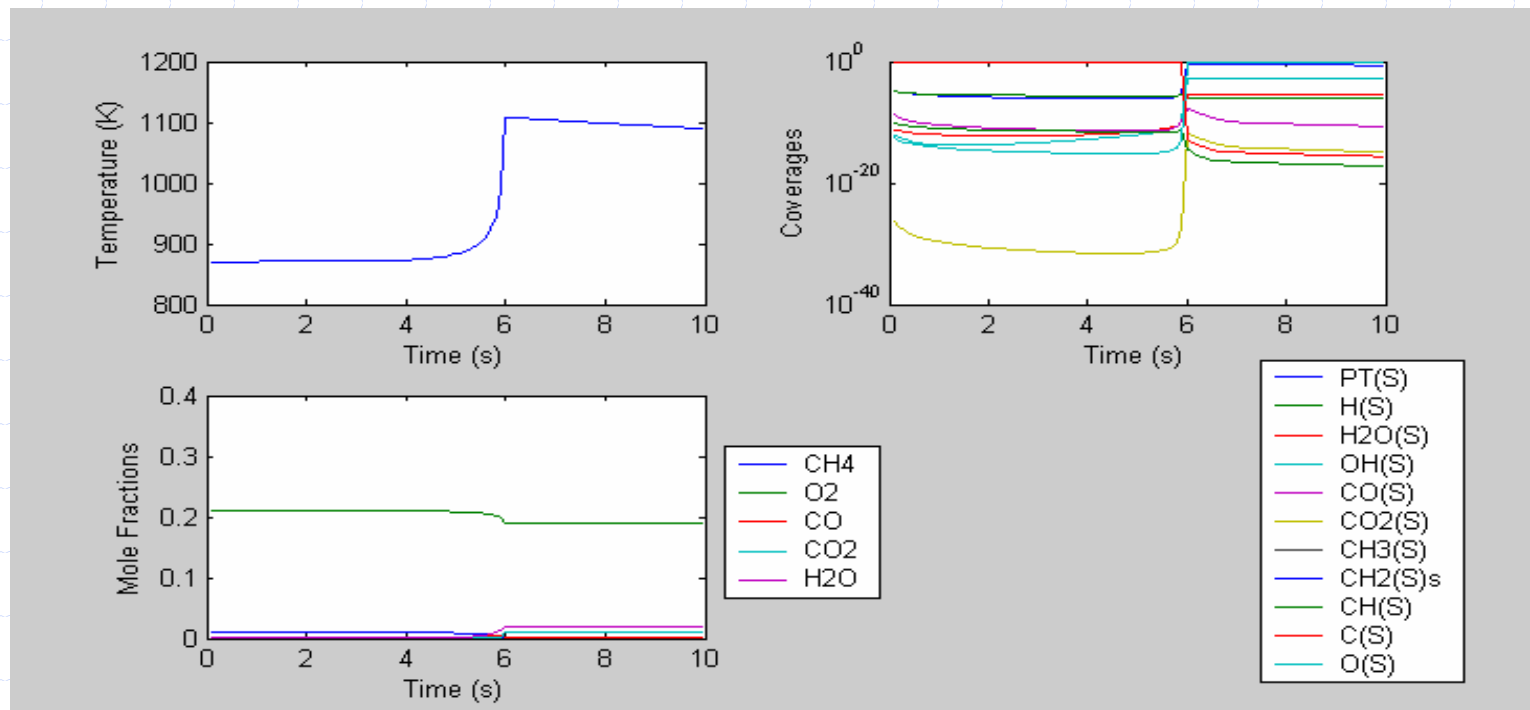 Temperature (K)
1200
1100
1000
900
800
0 2 4 6 8 10
Time (s)
Coverages
10^0
10^-20
10^-40
0 2 4 6 8 10
Time (s)
Mole Fractions
0.4
0.3
0.2
0.1
0
0 2 4 6 8 10
Time (s)
CH4
O2
CO
CO2
H2O
PT(S)
H(S)
H2O(S)
OH(S)
CO(S)
CO2(S)
CH3(S)
CH2(S)s
CH(S)
C(S)
O(S)